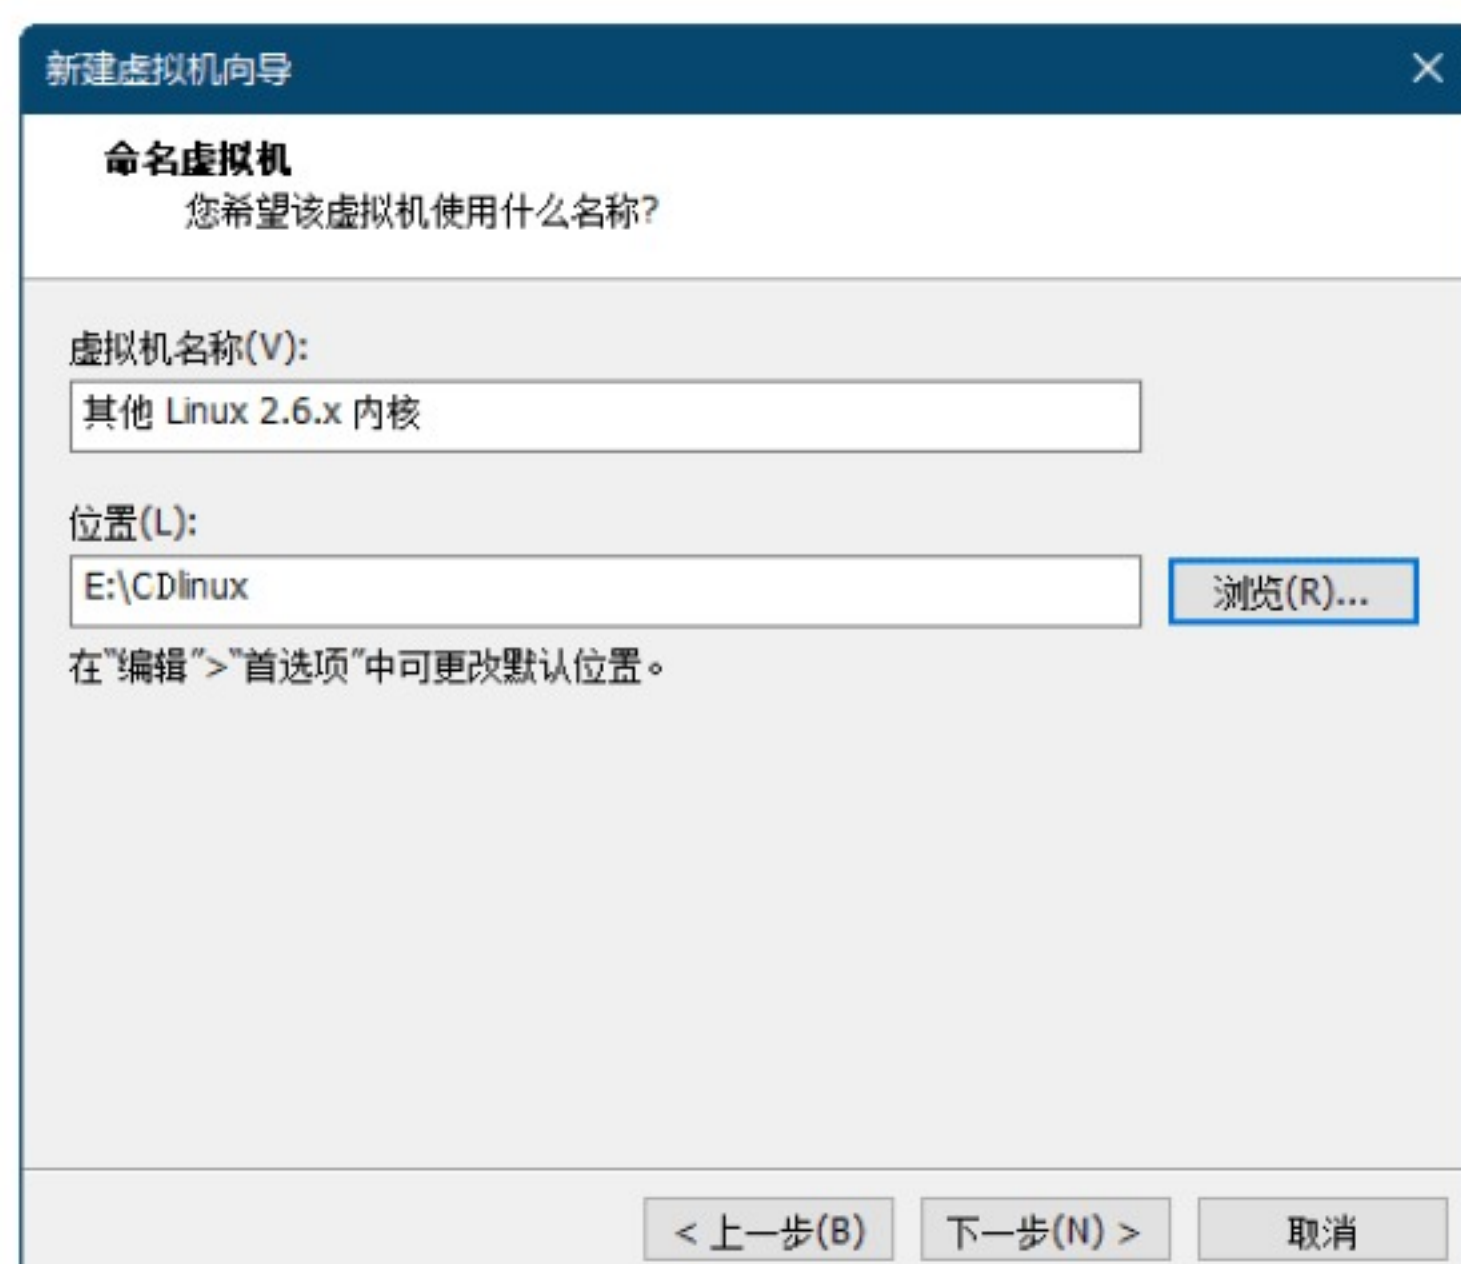 新建虚拟机向导
命名虚拟机
您希望该虚拟机使用什么名称?
虚拟机名称(V):
其他 Linux 2.6.x 内核
位置(L):
E:\CDlinux
浏览(R)...
在"编辑">"首选项"中可更改默认位置。
< 上一步(B)
下一步(N) >
取消